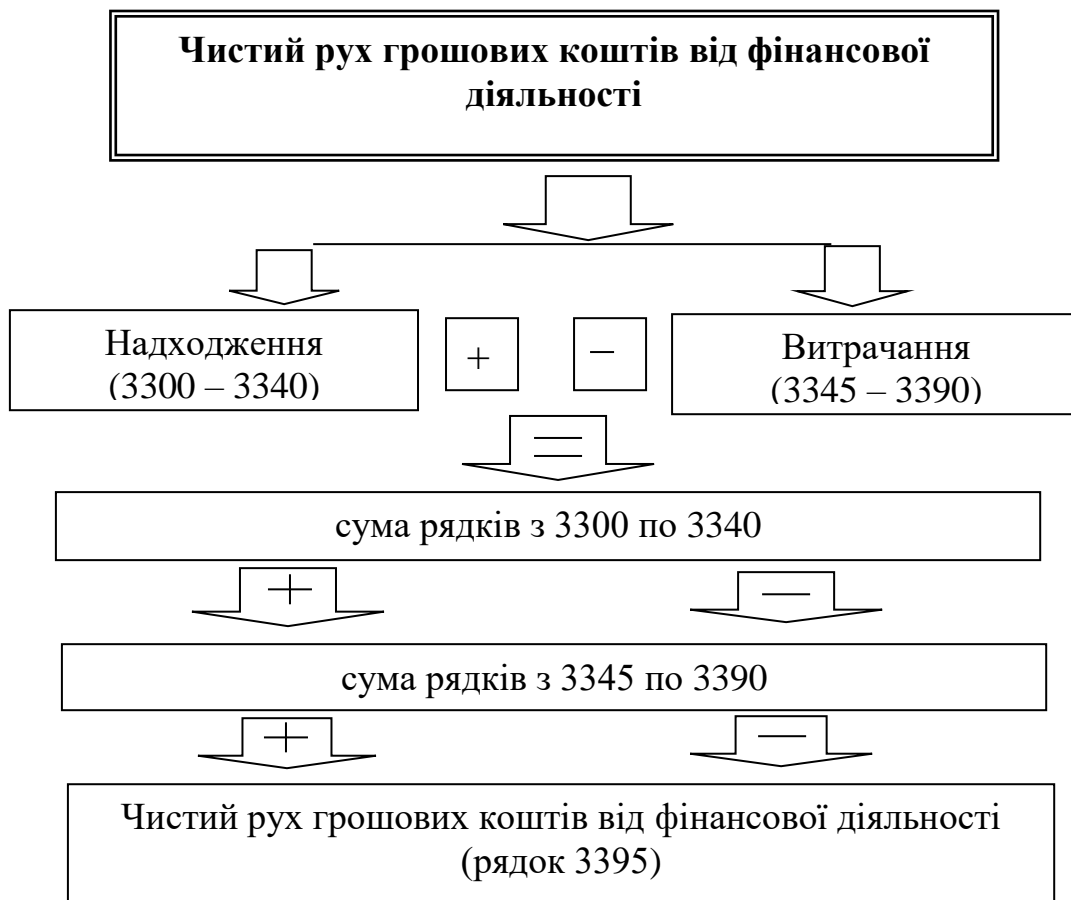 Чистий рух грошових коштів від фінансової
діяльності
Надходження
(3300 – 3340)
+
–
Витрачання
(3345 – 3390)
=
сума рядків з 3300 по 3340
+
–
сума рядків з 3345 по 3390
+
–
Чистий рух грошових коштів від фінансової діяльності
(рядок 3395)